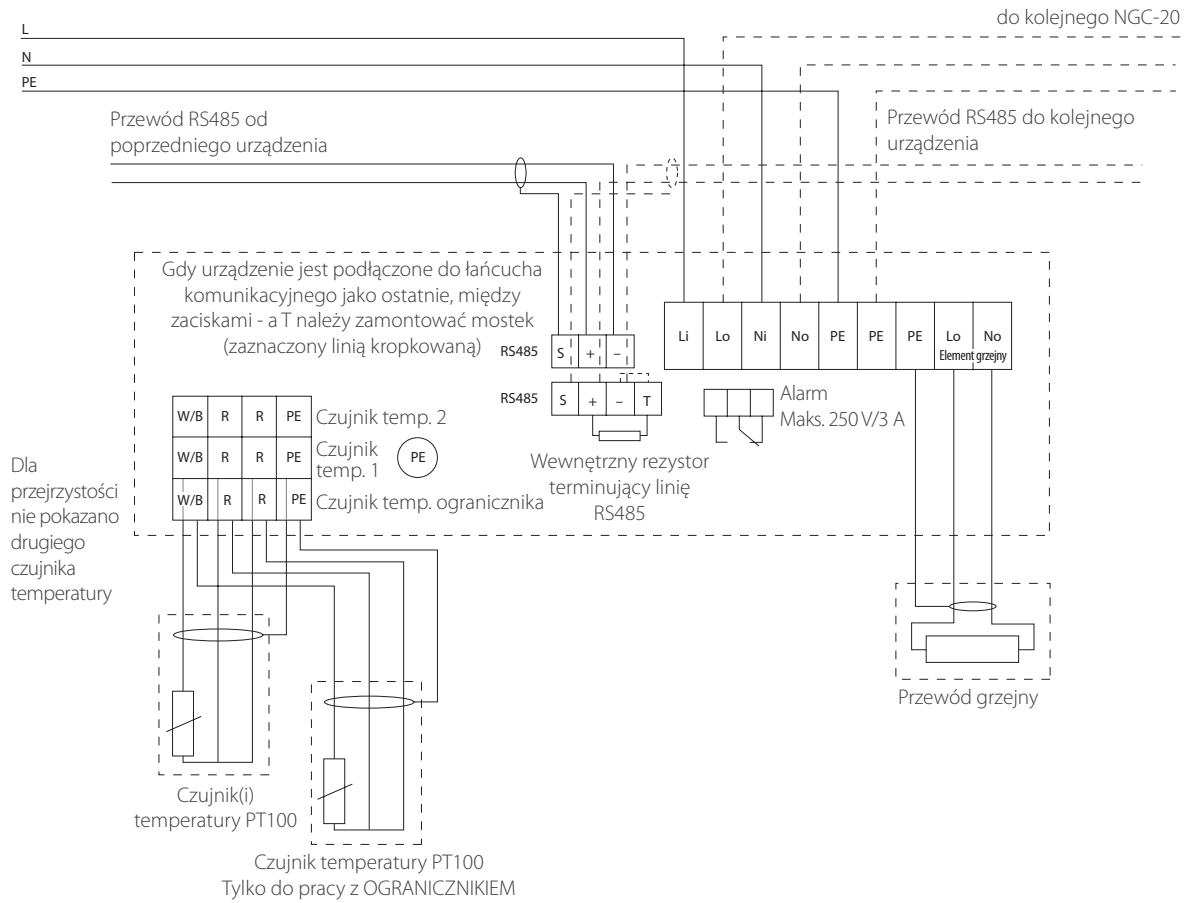 do kolejnego NGC-20
L
N
PE
Przewód RS485 od
poprzedniego urządzenia
Przewód RS485 do kolejnego
urządzenia
Gdy urządzenie jest podłączone do łańcucha
komunikacyjnego jako ostatnie, między
zaciskami - a T należy zamontować mostek
(zaznaczony linią kropkowaną)
RS485 S + –
RS485 S + – T
Li Lo Ni No PE PE PE Lo No
Element grzejny
Alarm
Maks. 250 V/3 A
Wewnętrzny rezystor
terminujący linię
RS485
W/B R R PE Czujnik temp. 2
W/B R R PE Czujnik
temp. 1
PE
W/B R R PE Czujnik temp. ogranicznika
Dla
przejrzystości
nie pokazano
drugiego
czujnika
temperatury
Przewód grzejny
Czujnik(i)
temperatury PT100
Czujnik temperatury PT100
Tylko do pracy z OGRANICZNIKIEM